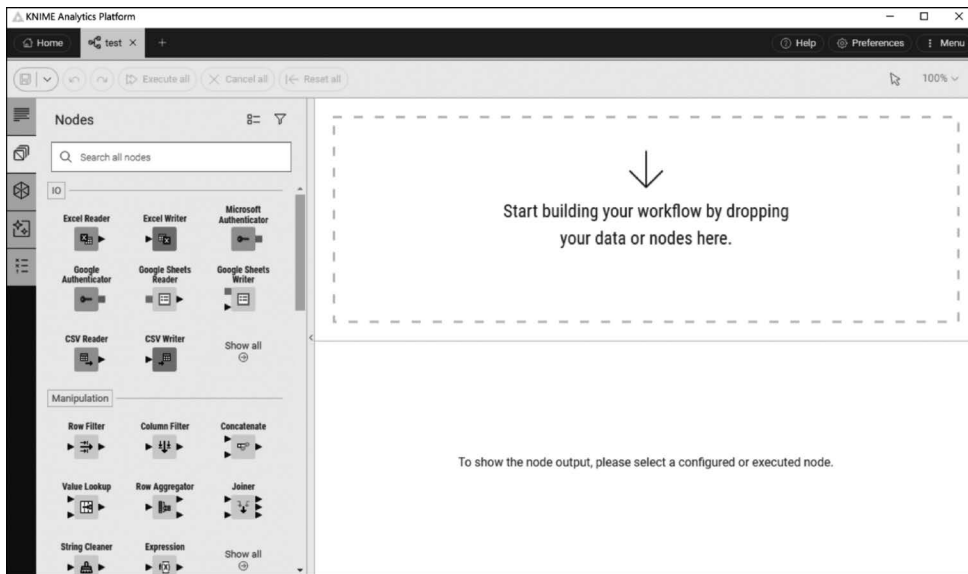 KNIME Analytics Platform
Home
test
Help
Preferences
Menu
Execute all
Cancel all
Reset all
100%
Nodes
Search all nodes
IO
Excel Reader
Excel Writer
Microsoft
Authenticator
Google
Authenticator
Google Sheets
Reader
Google Sheets
Writer
CSV Reader
CSV Writer
Show all
Manipulation
Row Filter
Column Filter
Concatenate
Value Lookup
Row Aggregator
Joiner
String Cleaner
Expression
f(x)
Show all
Start building your workflow by dropping
your data or nodes here.
To show the node output, please select a configured or executed node.